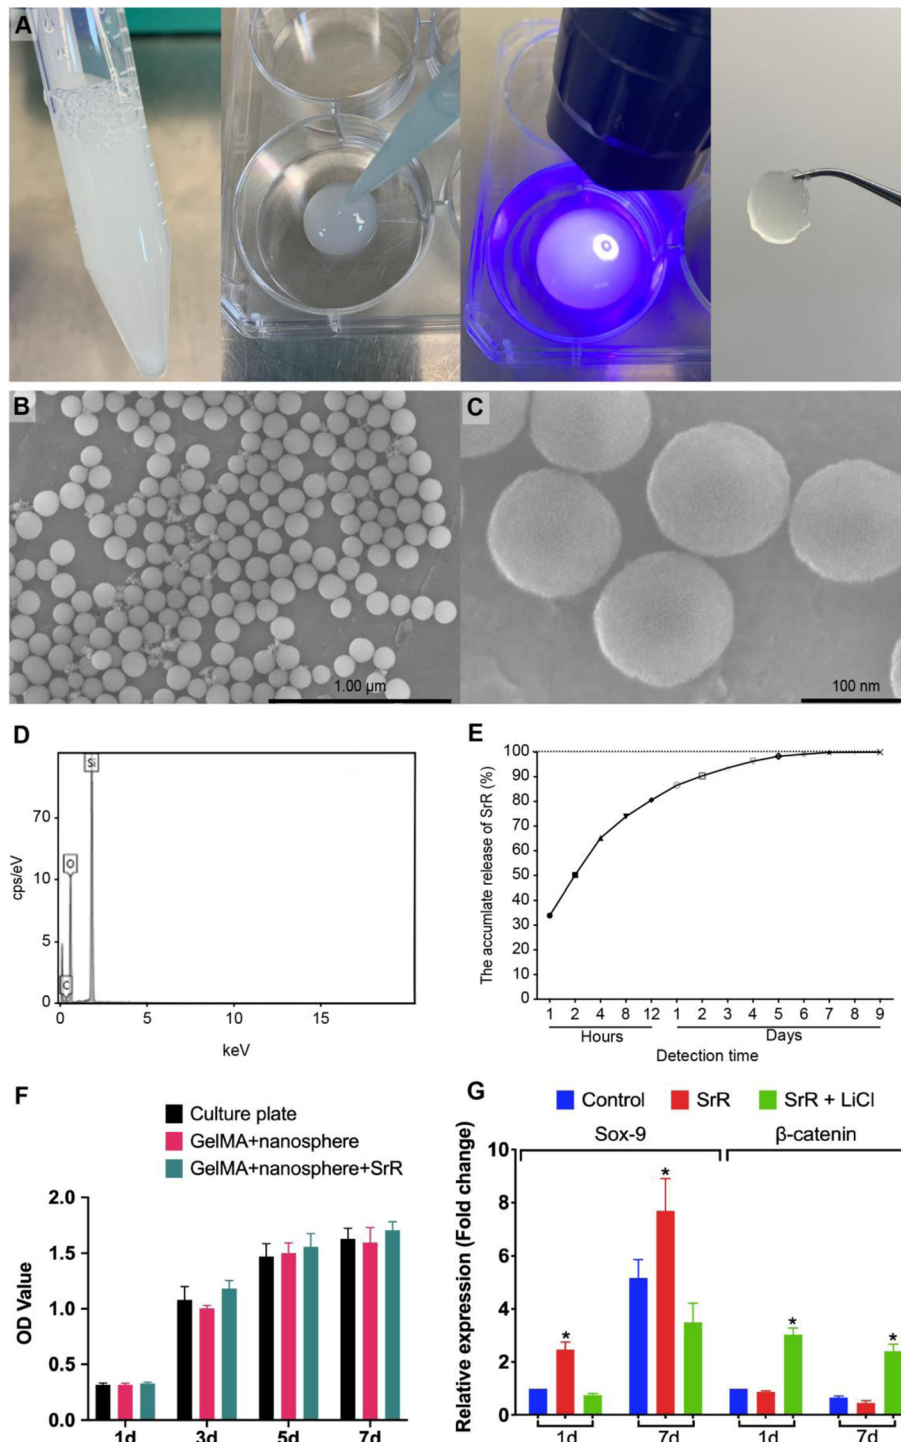 A
B
C
1.00 µm
100 nm
D
E
cps/eV
70
10
5
0
Si
O
C
0 5 10 15
keV
The accumlate release of SrR (%)
100
90
80
70
60
50
40
30
20
10
0
1 2 4 8 12 1 2 3 4 5 6 7 8 9
Hours Days
Detection time
F
Culture plate
GelMA+nanosphere
GelMA+nanosphere+SrR
OD Value
2.0
1.5
1.0
0.5
0.0
1d 3d 5d 7d
G
Control SrR SrR + LiCl
Sox-9 β-catenin
Relative expression (Fold change)
10
8
6
4
2
0
* * * *
1d 7d 1d 7d